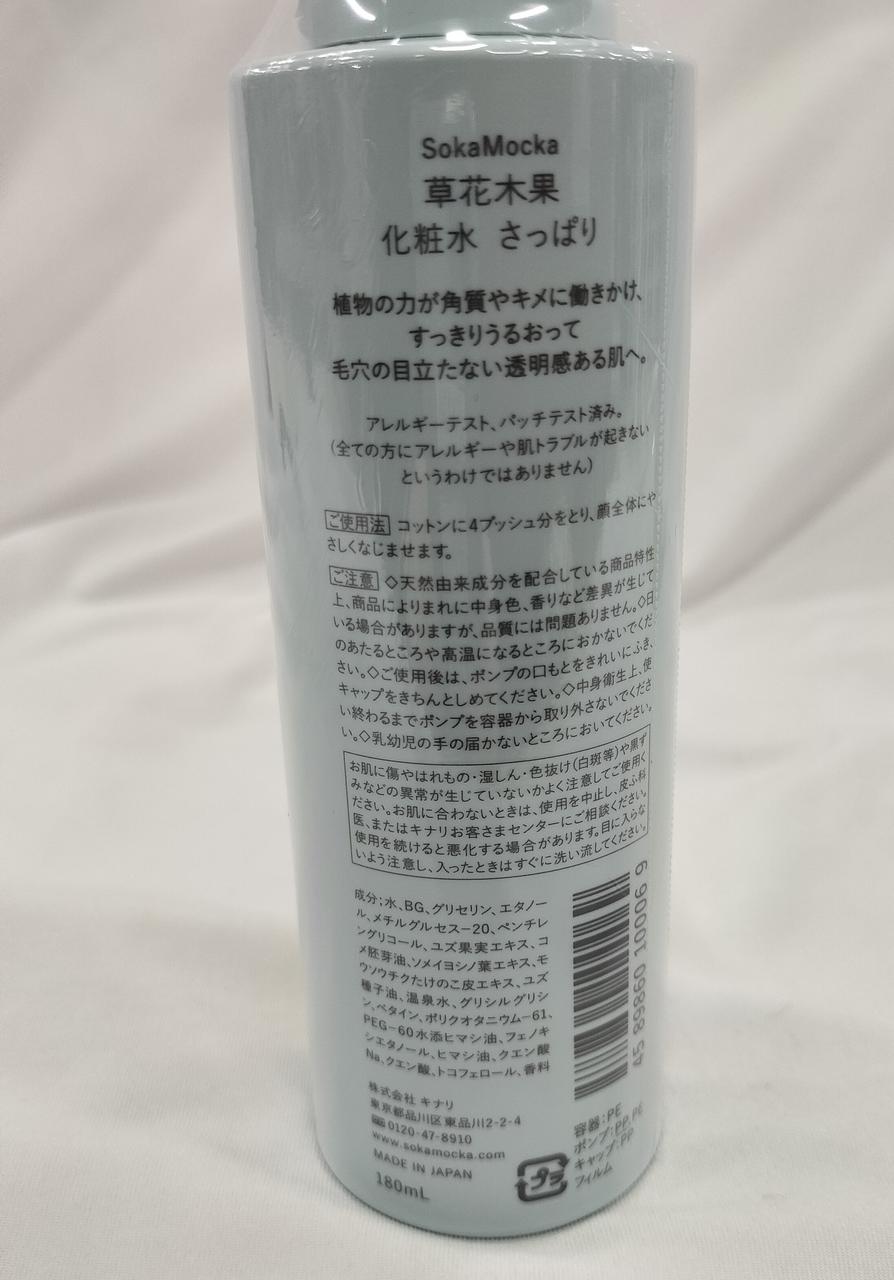 SokaMocka
草花木果
化粧水 さっぱり
植物の力が角質やキメに働きかけ、
すっきりうるおって
毛穴の目立たない透明感ある肌へ。
アレルギーテスト、パッチテスト済み。
(全ての方にアレルギーや肌トラブルが起きない
というわけではありません)
ご使用法 コットンに4プッシュ分をとり、顔全体にや
さしくなじませます。
ご注意 ◇天然由来成分を配合している商品特性
上、商品によりまれに中身色、香りなど差異が生じて
いる場合がありますが、品質には問題ありません。◇日
のあたるところや高温になるところにおかないでくだ
さい。◇ご使用後は、ポンプの口もとをきれいにふき、
キャップをきちんとしめてください。◇中身衛生上、使
い終わるまでポンプを容器から取り外さないでくださ
い。◇乳幼児の手の届かないところにおいてください。
お肌に傷やはれもの・湿しん・色抜け(白斑等)や黒ず
みなどの異常が生じていないかよく注意してご使用く
ださい。お肌に合わないときは、使用を中止し、皮ふ科
医、またはキナリお客さまセンターにご相談ください。
使用を続けると悪化する場合があります。目に入らな
いよう注意し、入ったときはすぐに洗い流してください。
成分；水、BG、グリセリン、エタノー
ル、メチルグルセス-20、ペンチレ
ングリコール、ユズ果実エキス、コ
メ胚芽油、ソメイヨシノ葉エキス、モ
ウソウチクたけのこ皮エキス、ユズ
種子油、温泉水、グリシルグリシ
ン、ベタイン、ポリクオタニウム-61、
PEG-60水添ヒマシ油、フェノキ
シエタノール、ヒマシ油、クエン酸
Na、クエン酸、トコフェロール、香料
45 89860 10006 9
株式会社 キナリ
東京都品川区東品川2-2-4
0120-47-8910
www.sokamocka.com
MADE IN JAPAN
180mL
プラ
容器：PE
ポンプ：PP,PE
キャップ：PP
フィルム